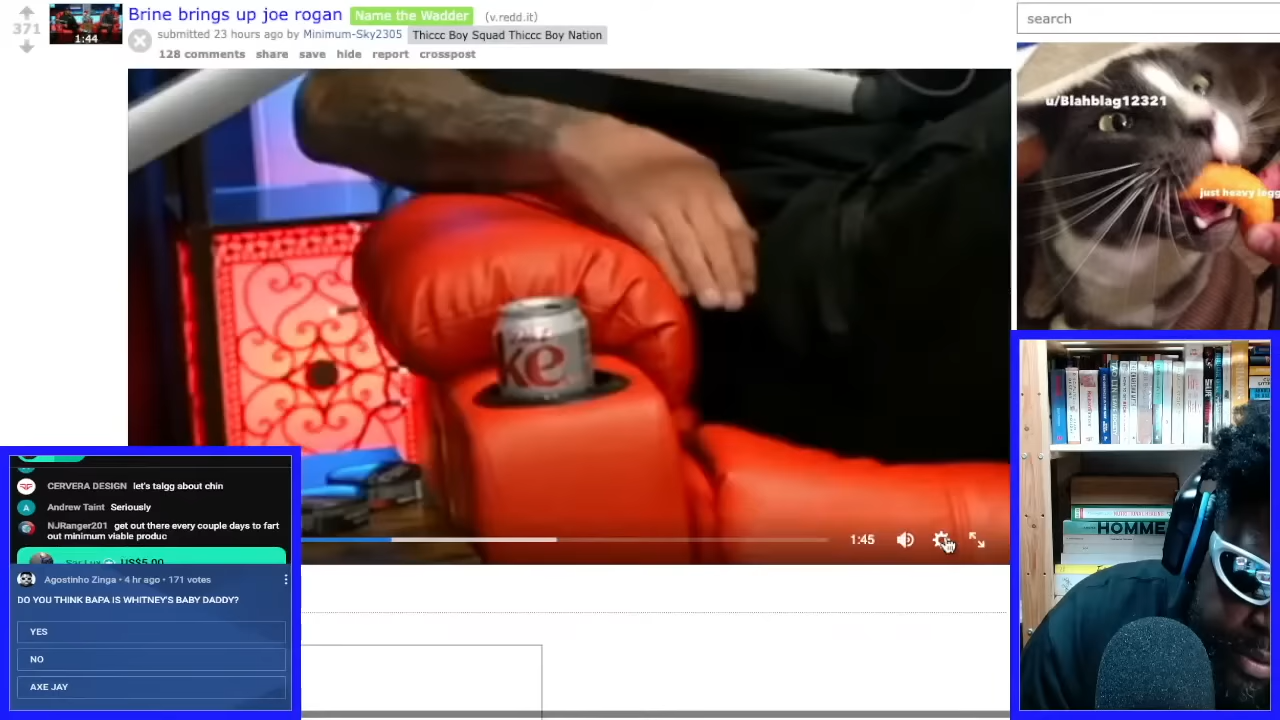 Brine brings up joe rogan Name the Wadder (v.redd.it)
371
1:44
submitted 23 hours ago by Minimum-Sky2305 Thiccc Boy Squad Thiccc Boy Nation
128 comments share save hide report crosspost
search
u/Blahblag12321
just heavy legg
ke
1:45
HOMME
CERVERA DESIGN let's talgg about chin
Andrew Taint Seriously
NJRanger201 get out there every couple days to fart
out minimum viable produc
US$5.00
Agostinho Zinga • 4 hr ago • 171 votes
DO YOU THINK BAPA IS WHITNEY'S BABY DADDY?
YES
NO
AXE JAY